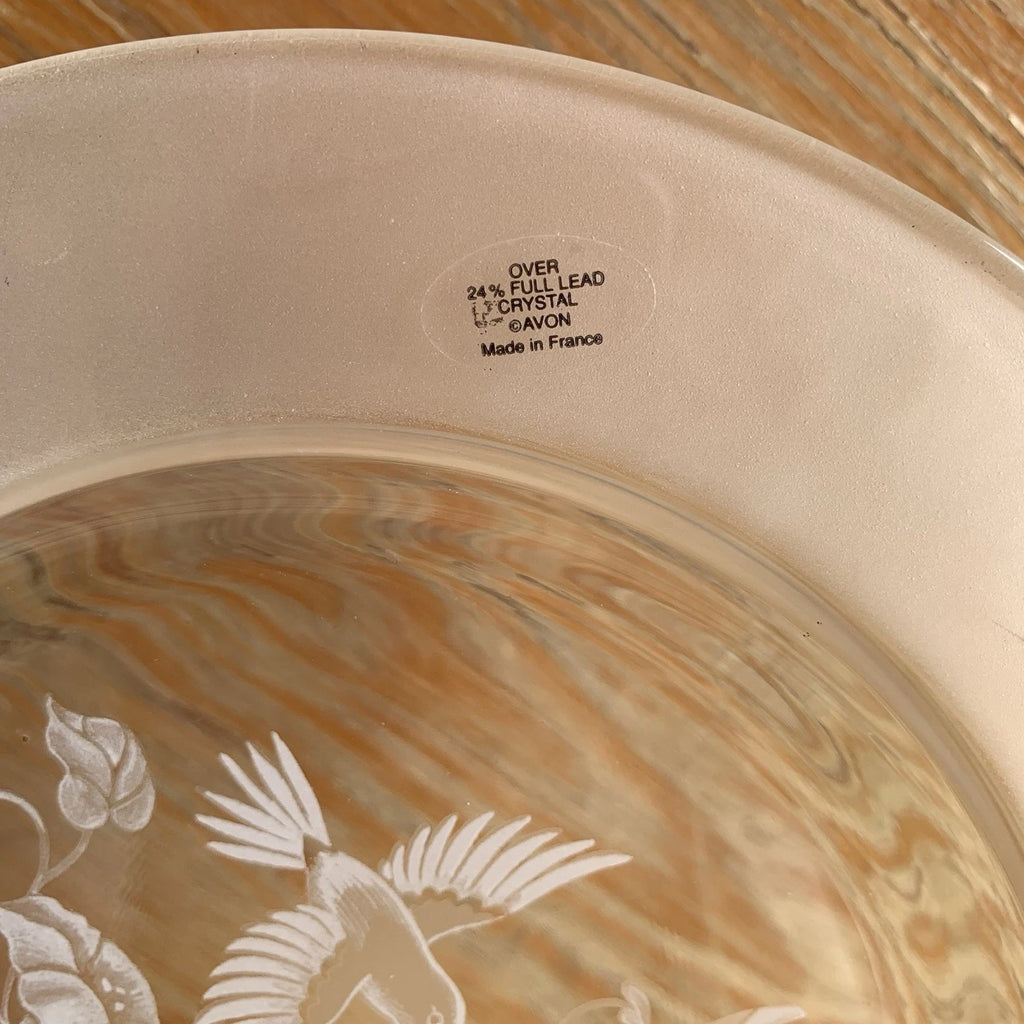 OVER
24% FULL LEAD
CRYSTAL
©AVON
Made in France